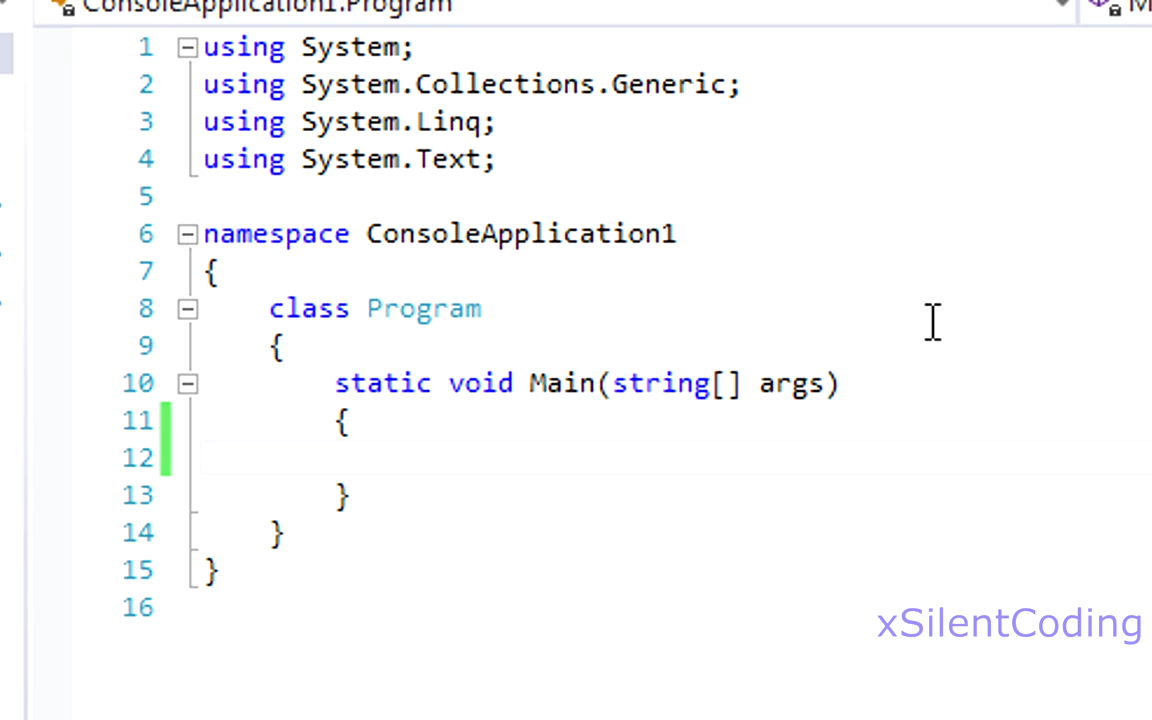 ConsoleApplication1.Program
1 using System;
2 using System.Collections.Generic;
3 using System.Linq;
4 using System.Text;
5
6 namespace ConsoleApplication1
7 {
8 class Program
9 {
10 static void Main(string[] args)
11 {
12
13 }
14 }
15 }
16
xSilentCoding